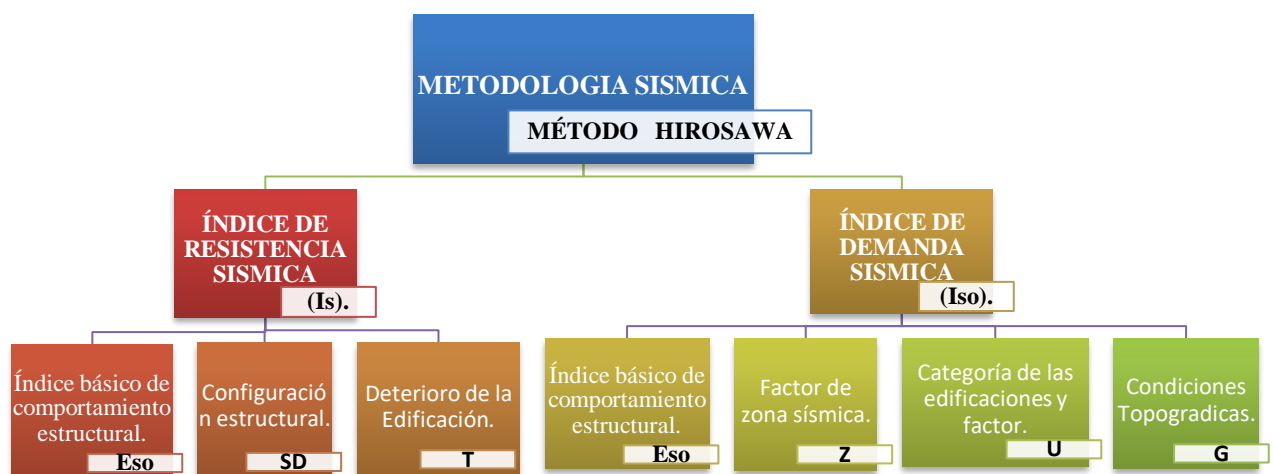 METODOLOGIA SISMICA
MÉTODO HIROSAWA
ÍNDICE DE
RESISTENCIA
SISMICA
(Is).
ÍNDICE DE
DEMANDA
SISMICA
(Iso).
Índice básico de
comportamiento
estructural.
Eso
Configuració
n estructural.
SD
Deterioro de la
Edificación.
T
Índice básico de
comportamiento
estructural.
Eso
Factor de
zona sísmica.
Z
Categoría de las
edificaciones y
factor.
U
Condiciones
Topogradicas.
G